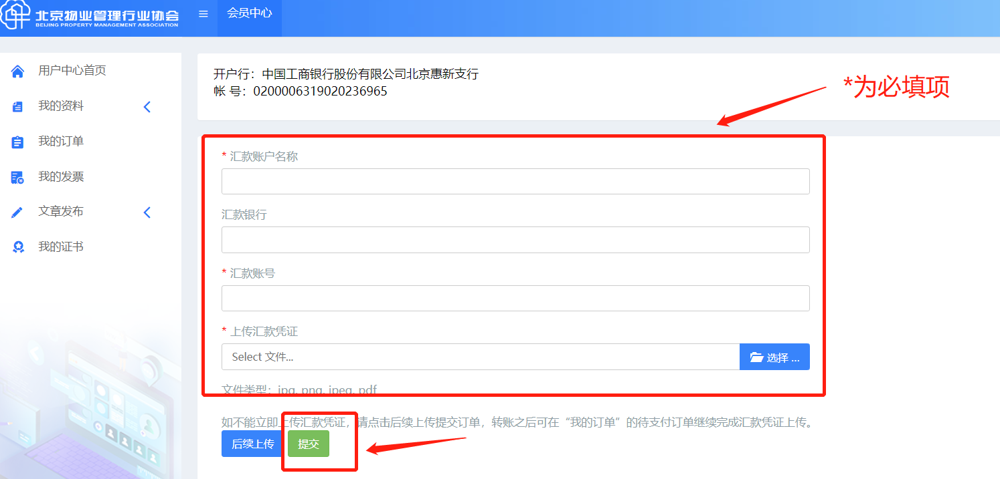 北京物业管理行业协会
BEIJING PROPERTY MANAGEMENT ASSOCIATION
会员中心
用户中心首页
我的资料
我的订单
我的发票
文章发布
我的证书
开户行：中国工商银行股份有限公司北京惠新支行
帐 号：0200006319020236965
*为必填项
* 汇款账户名称
汇款银行
* 汇款账号
* 上传汇款凭证
Select 文件...
选择 ...
文件类型：jpg, png, jpeg, pdf
如不能立即上传汇款凭证，请点击后续上传提交订单，转账之后可在“我的订单”的待支付订单继续完成汇款凭证上传。
后续上传
提交